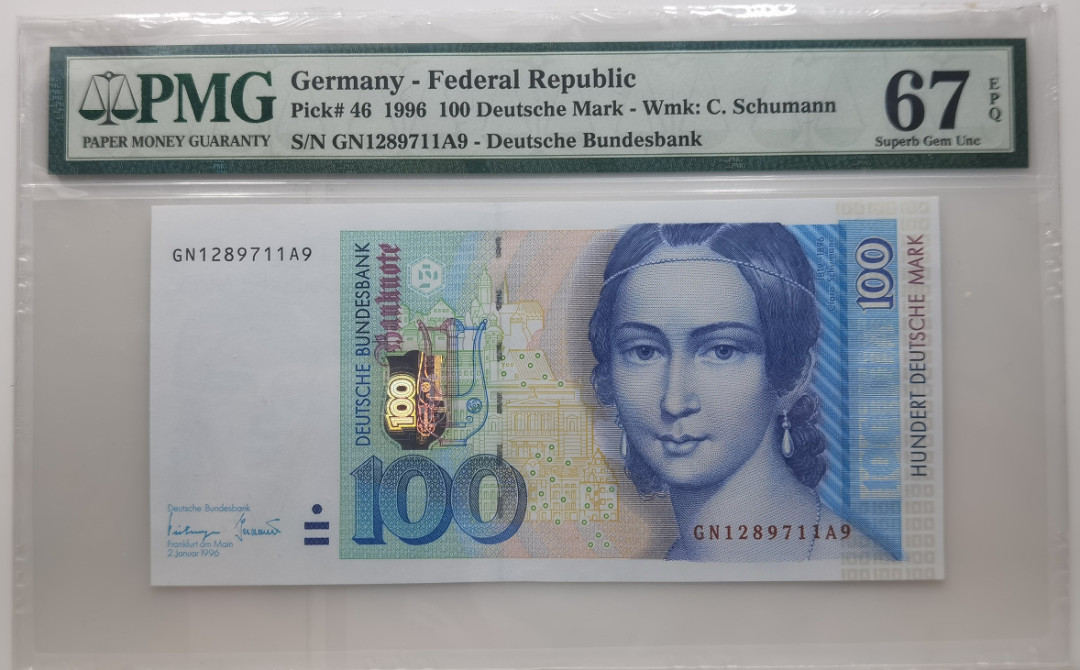 PMG
PAPER MONEY GUARANTY
Germany - Federal Republic
Pick# 46 1996 100 Deutsche Mark - Wmk: C. Schumann
S/N GN1289711A9 - Deutsche Bundesbank
67
EPQ
Superb Gem Unc
GN1289711A9
DEUTSCHE BUNDESBANK
Banknote
100
100
Deutsche Bundesbank
Frankfurt am Main
2. Januar 1996
100
HUNDERT DEUTSCHE MARK
GN1289711A9